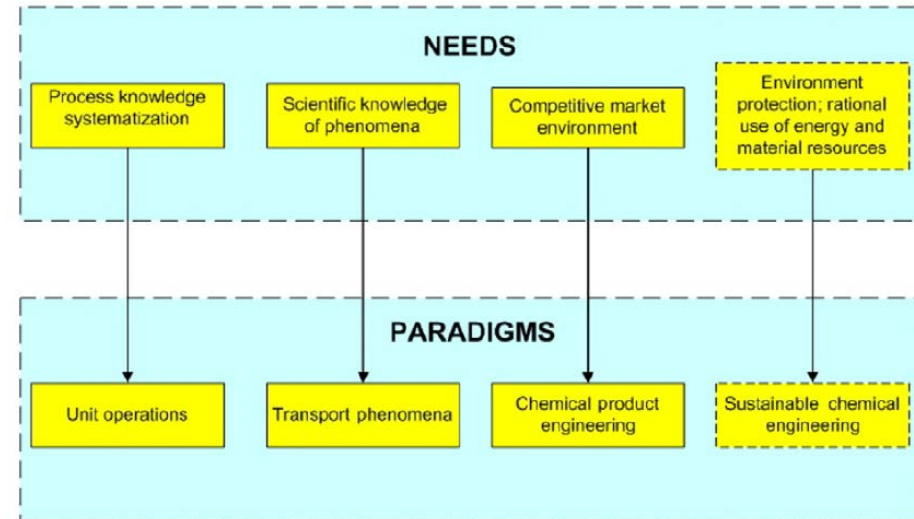 NEEDS
Process knowledge
systematization
Scientific knowledge
of phenomena
Competitive market
environment
Environment
protection; rational
use of energy and
material resources
PARADIGMS
Unit operations
Transport phenomena
Chemical product
engineering
Sustainable chemical
engineering